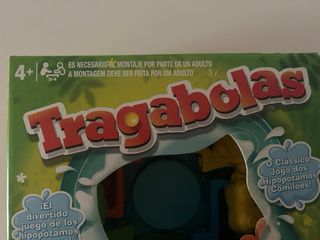 4+
ES NECESARIO EL MONTAJE POR PARTE DE UN ADULTO
A MONTAGEM DEVE SER FEITA POR UM ADULTO
Tragabolas
¡El
divertido
juego de los
hipopótamos
O Clássico
Jogo dos
Hipopótamos
Comilões!